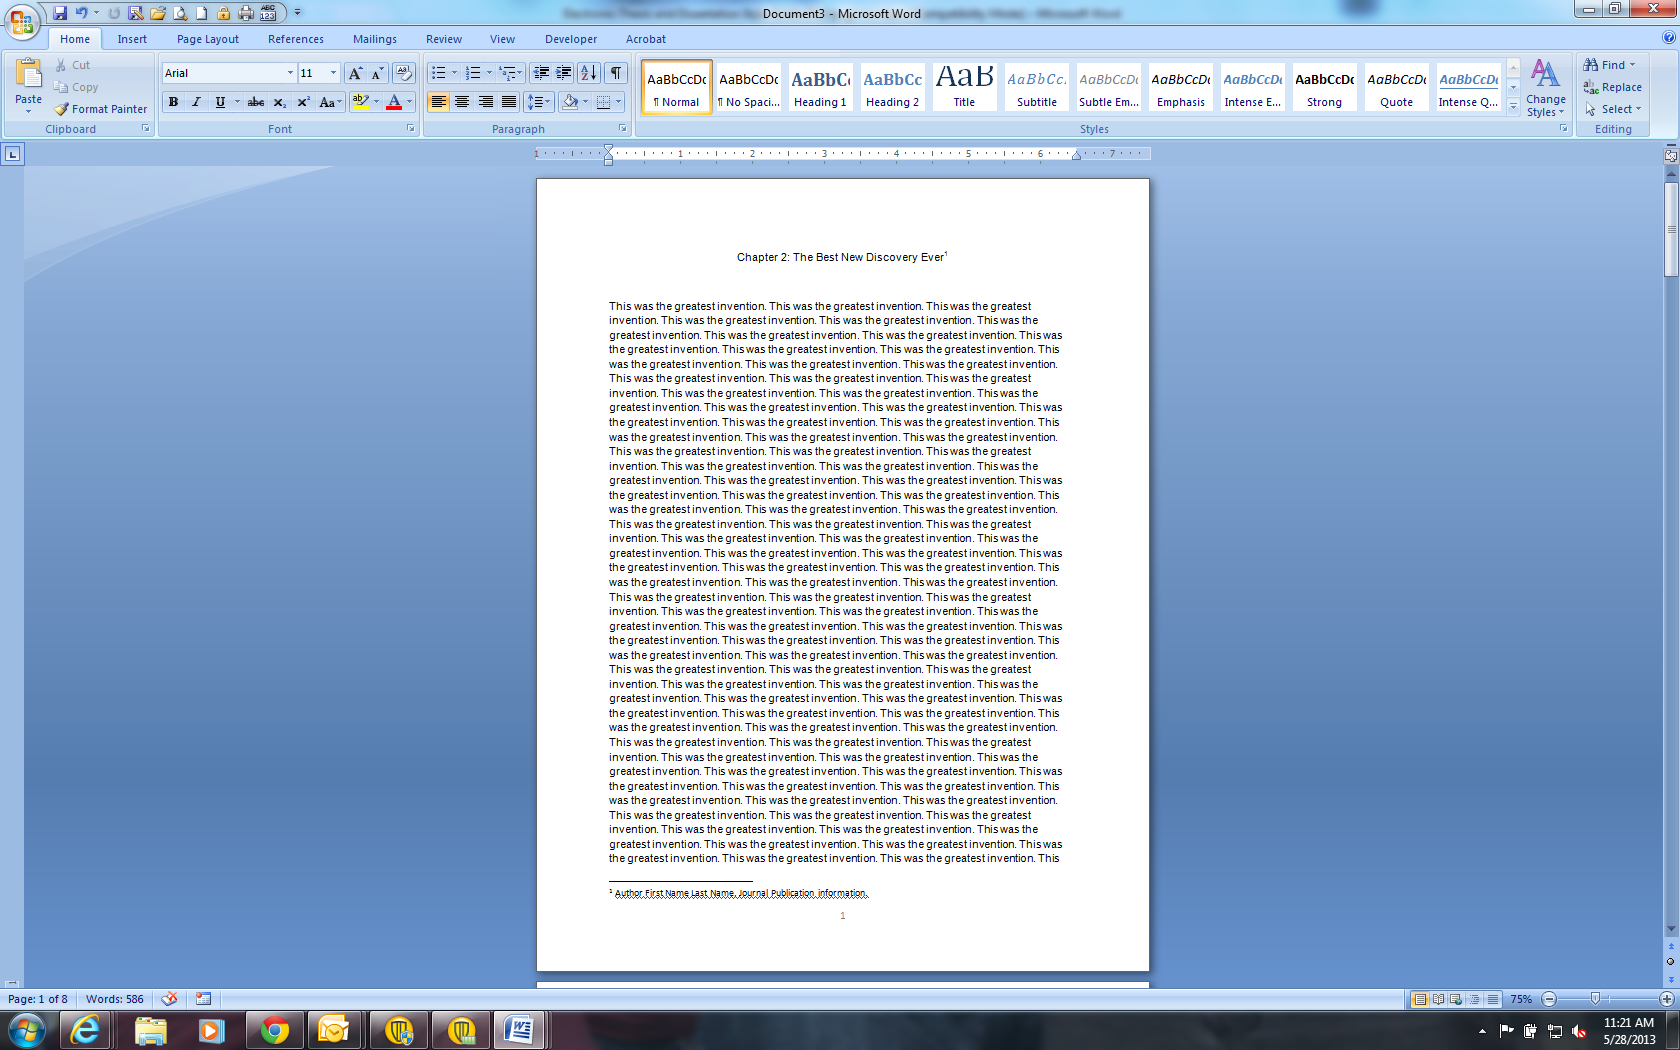 Document3 - Microsoft Word
Home Insert Page Layout References Mailings Review View Developer Acrobat
Paste
Cut
Copy
Format Painter
Clipboard
Arial 11
Font
Paragraph
AaBbCcDc AaBbCcDc AaBbC AaBbCc AaB AaBbCc. AaBbCcDc AaBbCcDc AaBbCcDc AaBbCcDc AaBbCcDc AaBbCcDc
¶ Normal ¶ No Spaci... Heading 1 Heading 2 Title Subtitle Subtle Em... Emphasis Intense E... Strong Quote Intense Q...
Change Styles
Styles
Find
Replace
Select
Editing
1 1 2 3 4 5 6 7
Chapter 2: The Best New Discovery Ever1
This was the greatest invention. This was the greatest invention. This was the greatest
invention. This was the greatest invention. This was the greatest invention. This was the
greatest invention. This was the greatest invention. This was the greatest invention. This was
the greatest invention. This was the greatest invention. This was the greatest invention. This
was the greatest invention. This was the greatest invention. This was the greatest invention.
This was the greatest invention. This was the greatest invention. This was the greatest
invention. This was the greatest invention. This was the greatest invention. This was the
greatest invention. This was the greatest invention. This was the greatest invention. This was
the greatest invention. This was the greatest invention. This was the greatest invention. This
was the greatest invention. This was the greatest invention. This was the greatest invention.
This was the greatest invention. This was the greatest invention. This was the greatest
invention. This was the greatest invention. This was the greatest invention. This was the
greatest invention. This was the greatest invention. This was the greatest invention. This was
the greatest invention. This was the greatest invention. This was the greatest invention. This
was the greatest invention. This was the greatest invention. This was the greatest invention.
This was the greatest invention. This was the greatest invention. This was the greatest
invention. This was the greatest invention. This was the greatest invention. This was the
greatest invention. This was the greatest invention. This was the greatest invention. This was
the greatest invention. This was the greatest invention. This was the greatest invention. This
was the greatest invention. This was the greatest invention. This was the greatest invention.
This was the greatest invention. This was the greatest invention. This was the greatest
invention. This was the greatest invention. This was the greatest invention. This was the
greatest invention. This was the greatest invention. This was the greatest invention. This was
the greatest invention. This was the greatest invention. This was the greatest invention. This
was the greatest invention. This was the greatest invention. This was the greatest invention.
This was the greatest invention. This was the greatest invention. This was the greatest
invention. This was the greatest invention. This was the greatest invention. This was the
greatest invention. This was the greatest invention. This was the greatest invention. This was
the greatest invention. This was the greatest invention. This was the greatest invention. This
was the greatest invention. This was the greatest invention. This was the greatest invention.
This was the greatest invention. This was the greatest invention. This was the greatest
invention. This was the greatest invention. This was the greatest invention. This was the
greatest invention. This was the greatest invention. This was the greatest invention. This was
the greatest invention. This was the greatest invention. This was the greatest invention. This
was the greatest invention. This was the greatest invention. This was the greatest invention.
This was the greatest invention. This was the greatest invention. This was the greatest
invention. This was the greatest invention. This was the greatest invention. This was the
greatest invention. This was the greatest invention. This was the greatest invention. This was
the greatest invention. This was the greatest invention. This was the greatest invention. This
1 Author First Name Last Name, Journal Publication information.
1
Page: 1 of 8 Words: 586 75%
11:21 AM
5/28/2013